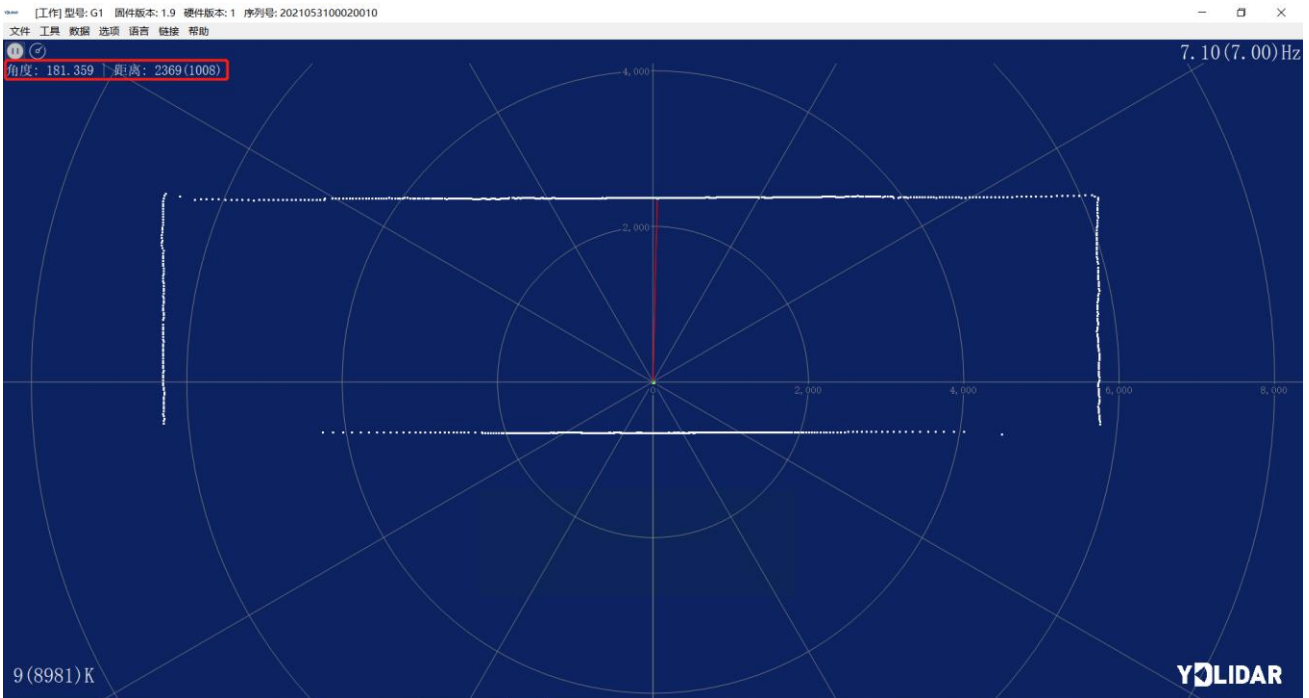 [工作] 型号: G1 固件版本: 1.9 硬件版本: 1 序列号: 2021053100020010
文件 工具 数据 选项 语言 链接 帮助
7.10(7.00)Hz
角度: 181.359 距离: 2369(1008)
4,000
2,000
0 2,000 4,000 6,000 8,000
9(8981)K
YDLIDAR